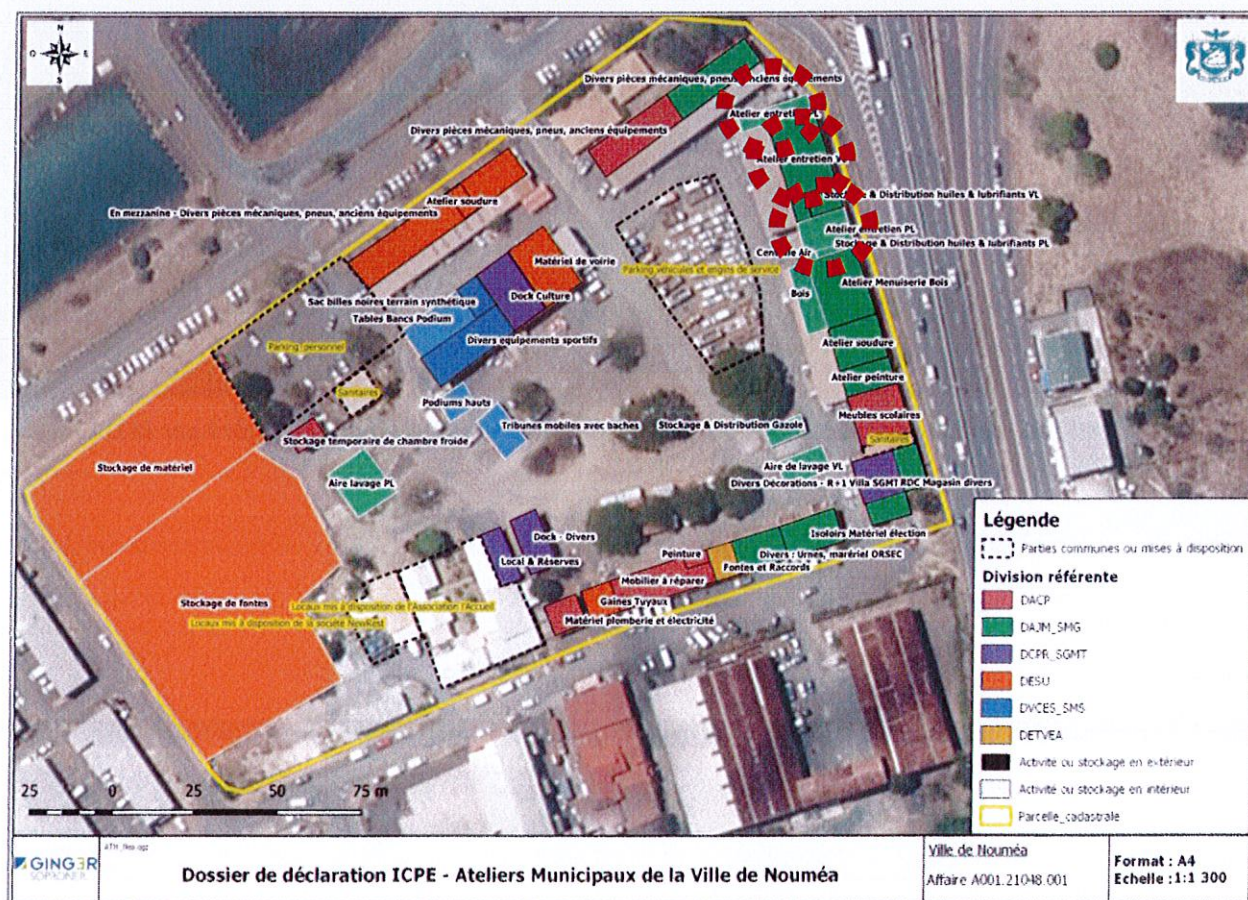 N
O
E
S
Divers pièces mécaniques, pneus, anciens équipements
Atelier entretien PL
Divers pièces mécaniques, pneus, anciens équipements
Atelier entretien VL
Atelier soudure
Stockage & Distribution huiles & lubrifiants VL
En mezzanine - Divers pièces mécaniques, pneus, anciens équipements
Atelier entretien PL
Stockage & Distribution huiles & lubrifiants PL
Centrale Air
Matériel de voirie
Parking véhicules et engins de service
Atelier Menuiserie Bois
Bois
Sac billes noires terrain synthétique
Dock Culture
Tables Bancs Podium
Divers equipements sportifs
Atelier soudure
Parking personnel
Atelier peinture
Sanitaires
Podiums hauts
Meubles scolaires
Tribunes mobiles avec baches
Stockage & Distribution Gazole
Stockage temporaire de chambre froide
Sanitaires
Stockage de matériel
Aire de lavage VL
Aire lavage PL
Divers Décorations - R+1 Villa SGMT RDC Magasin divers
Isoloirs Matériel élection
Dock - Divers
Peinture
Divers : Urnes, marériel ORSEC
Local & Réserves
Fontes et Raccords
Mobilier à réparer
Stockage de fontes
Locaux mis à disposition de l'Association l'Accueil
Gaines Tuyaux
Locaux mis à disposition de la société NewRest
Matériel plomberie et électricité
25 0 25 50 75 m
Légende
Parties communes ou mises à disposition
Division référente
DACP
DAJM_SMG
DCPR_SGMT
DESU
DVCES_SMS
DETVEA
Activité ou stockage en extérieur
Activité ou stockage en intérieur
Parcelle_cadastrale
GINGER
SOPRONER
Dossier de déclaration ICPE - Ateliers Municipaux de la Ville de Nouméa
Ville de Nouméa
Affaire A001.21048.001
Format : A4
Echelle : 1:1 300